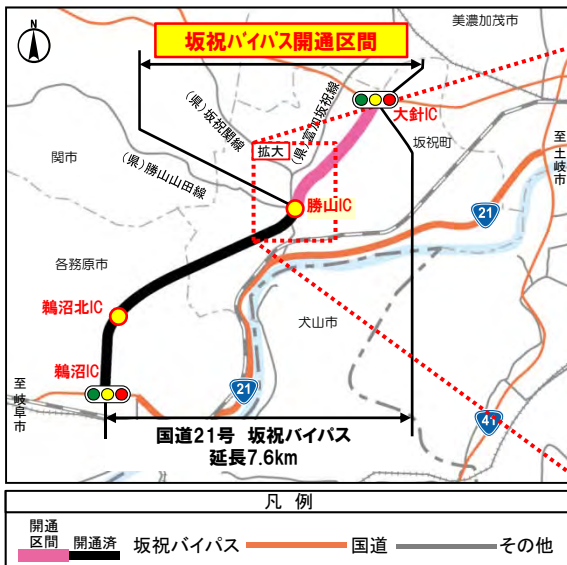 坂祝バイパス開通区間
美濃加茂市
N
大針IC
(県)坂祝関線
(県)富加坂祝線
坂祝町
至土岐市
関市
拡大
(県)勝山山田線
勝山IC
21
各務原市
鵜沼北IC
犬山市
鵜沼IC
至岐阜市
21
41
国道21号 坂祝バイパス
延長7.6km
凡 例
開通区間
開通済
坂祝バイパス
国道
その他